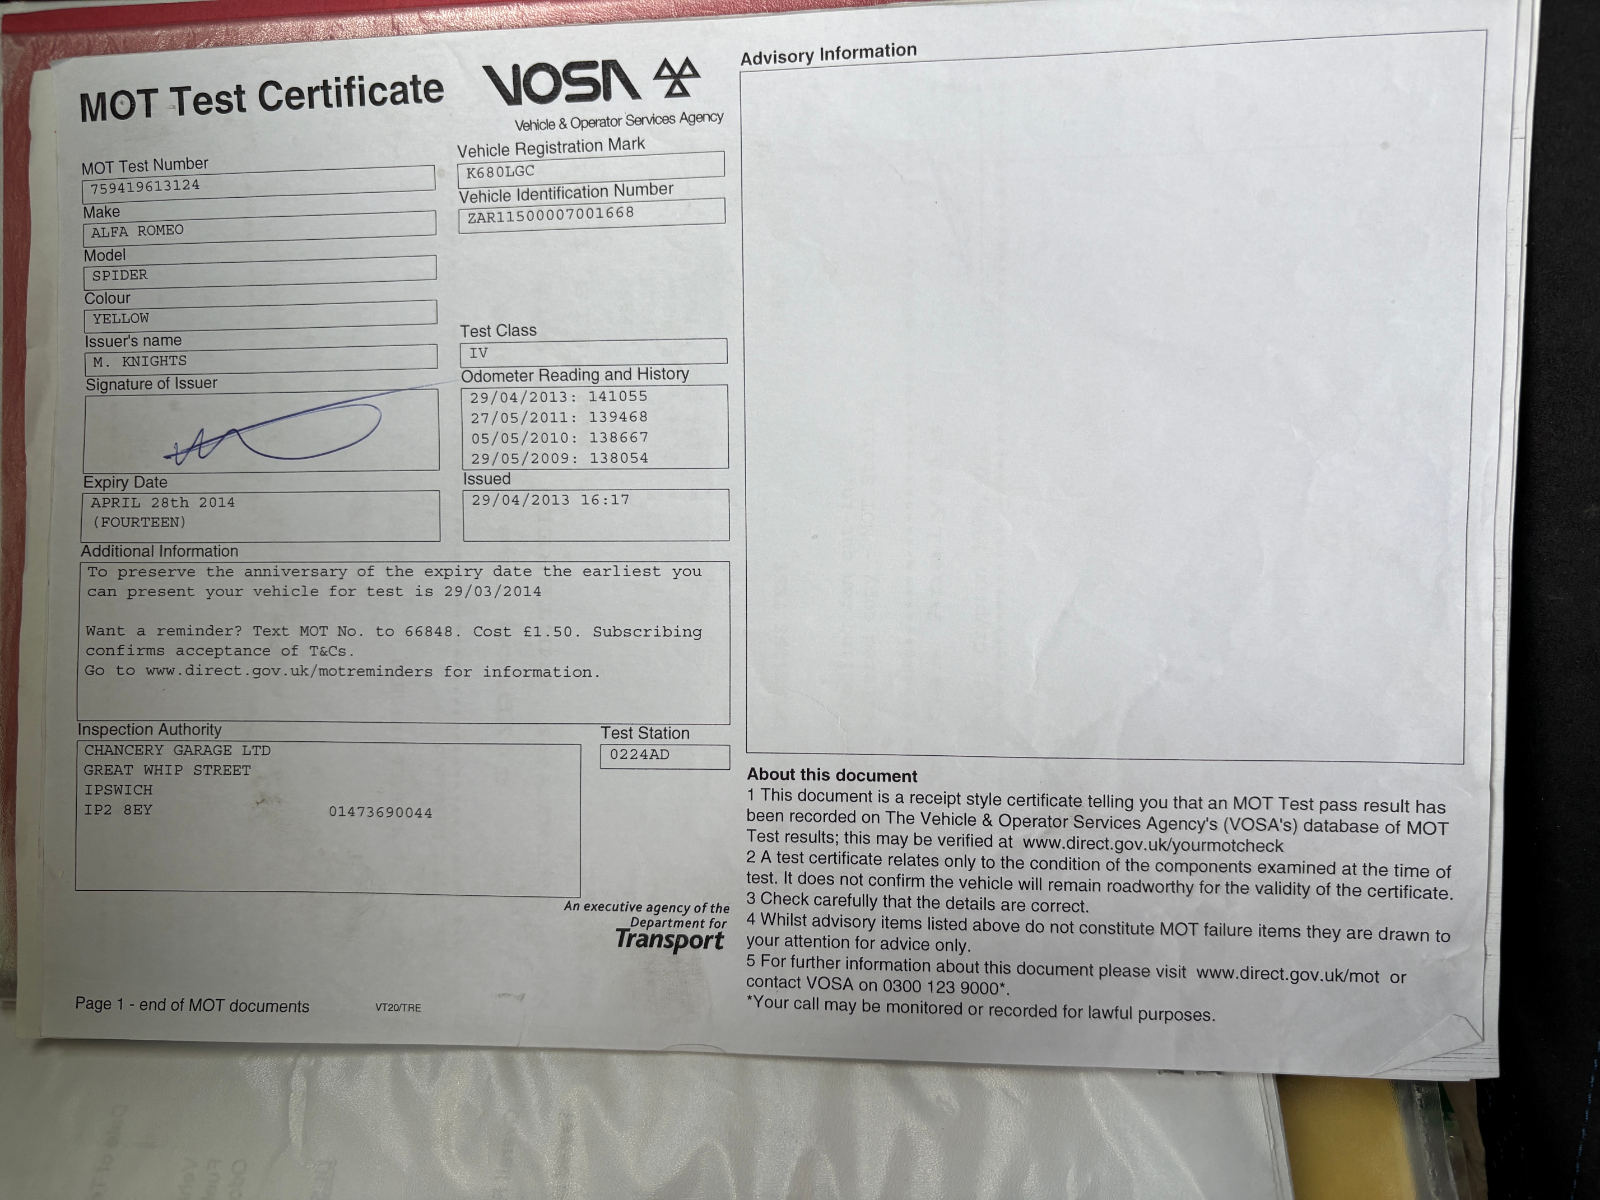 MOT Test Certificate
VOSA
Vehicle & Operator Services Agency
MOT Test Number
759419613124
Make
ALFA ROMEO
Model
SPIDER
Colour
YELLOW
Issuer's name
M. KNIGHTS
Signature of Issuer
Expiry Date
APRIL 28th 2014
(FOURTEEN)
Vehicle Registration Mark
K680LGC
Vehicle Identification Number
ZAR11500007001668
Test Class
IV
Odometer Reading and History
29/04/2013: 141055
27/05/2011: 139468
05/05/2010: 138667
29/05/2009: 138054
Issued
29/04/2013 16:17
Additional Information
To preserve the anniversary of the expiry date the earliest you
can present your vehicle for test is 29/03/2014
Want a reminder? Text MOT No. to 66848. Cost £1.50. Subscribing
confirms acceptance of T&Cs.
Go to www.direct.gov.uk/motreminders for information.
Inspection Authority
CHANCERY GARAGE LTD
GREAT WHIP STREET
IPSWICH
IP2 8EY 01473690044
Test Station
0224AD
An executive agency of the
Department for
Transport
Page 1 - end of MOT documents
VT20/TRE
Advisory Information
About this document
1 This document is a receipt style certificate telling you that an MOT Test pass result has
been recorded on The Vehicle & Operator Services Agency's (VOSA's) database of MOT
Test results; this may be verified at www.direct.gov.uk/yourmotcheck
2 A test certificate relates only to the condition of the components examined at the time of
test. It does not confirm the vehicle will remain roadworthy for the validity of the certificate.
3 Check carefully that the details are correct.
4 Whilst advisory items listed above do not constitute MOT failure items they are drawn to
your attention for advice only.
5 For further information about this document please visit www.direct.gov.uk/mot or
contact VOSA on 0300 123 9000*.
*Your call may be monitored or recorded for lawful purposes.